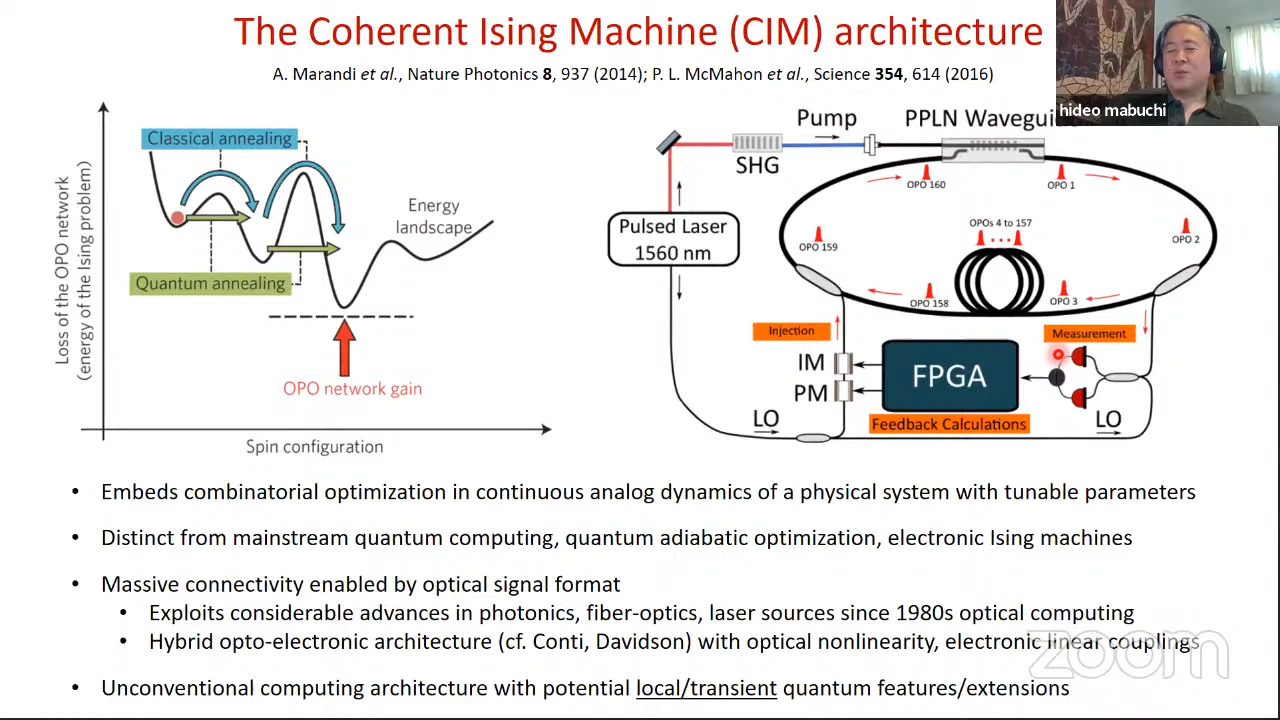 The Coherent Ising Machine (CIM) architecture
A. Marandi et al., Nature Photonics 8, 937 (2014); P. L. McMahon et al., Science 354, 614 (2016)
hideo mabuchi
Loss of the OPO network
(energy of the Ising problem)
Classical annealing
Energy
landscape
Quantum annealing
OPO network gain
Spin configuration
Pump
PPLN
SHG
OPO 160
OPO 1
Pulsed Laser
1560 nm
OPO 159
OPOs 4 to 157
OPO 2
OPO 158
OPO 3
Injection
Measurement
IM
FPGA
PM
LO
Feedback Calculations
LO
• Embeds combinatorial optimization in continuous analog dynamics of a physical system with tunable parameters
• Distinct from mainstream quantum computing, quantum adiabatic optimization, electronic Ising machines
• Massive connectivity enabled by optical signal format
• Exploits considerable advances in photonics, fiber-optics, laser sources since 1980s optical computing
• Hybrid opto-electronic architecture (cf. Conti, Davidson) with optical nonlinearity, electronic linear couplings
zoom
• Unconventional computing architecture with potential local/transient quantum features/extensions